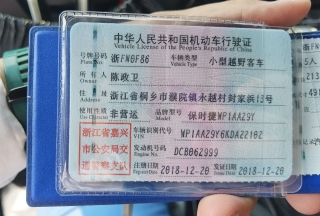 中华人民共和国机动车行驶证
Vehicle License of the People's Republic of China
号牌号码 浙FW0F86 车辆类型 小型越野客车
Plate No. Vehicle Type
所有人 陈政卫
Owner
住址 浙江省桐乡市濮院镇永越村封家浜13号
Address
使用性质 非营运 品牌型号 保时捷WP1AA29Y
Use Character Model
浙江省嘉兴
市公安局交
通警察支队
车辆识别代号 WP1AA29Y6KDA22102
VIN
发动机号码 DCB062999
Engine No.
注册日期 2018-12-20 发证日期 2018-12-20
Register Date Issue Date